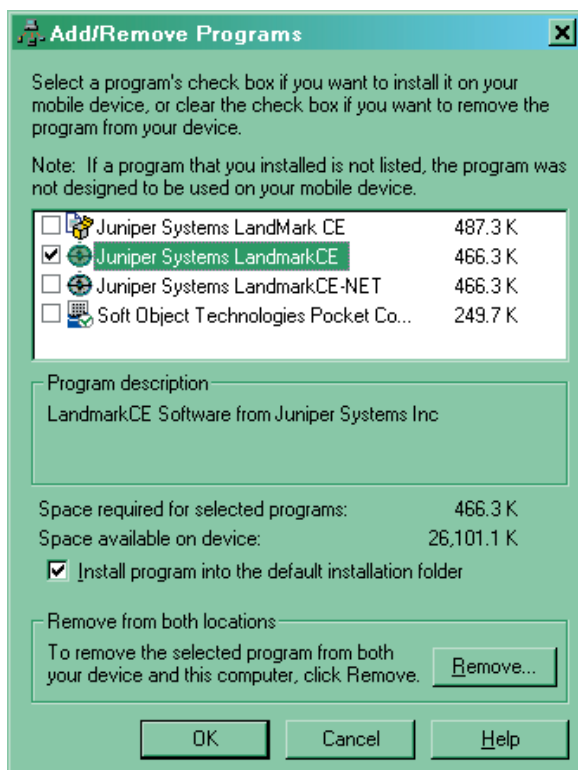 Add/Remove Programs
Select a program's check box if you want to install it on your
mobile device, or clear the check box if you want to remove the
program from your device.
Note: If a program that you installed is not listed, the program was
not designed to be used on your mobile device.
Juniper Systems LandMark CE 487.3 K
Juniper Systems LandmarkCE 466.3 K
Juniper Systems LandmarkCE-NET 466.3 K
Soft Object Technologies Pocket Co... 249.7 K
Program description
LandmarkCE Software from Juniper Systems Inc
Space required for selected programs: 466.3 K
Space available on device: 26,101.1 K
Install program into the default installation folder
Remove from both locations
To remove the selected program from both
your device and this computer, click Remove.
Remove...
OK Cancel Help